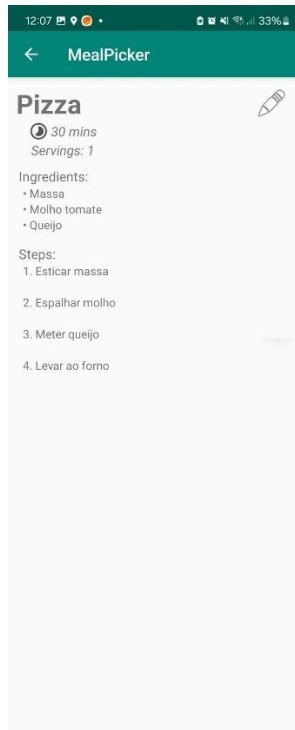 12:07 33%
MealPicker
Pizza
30 mins
Servings: 1
Ingredients:
• Massa
• Molho tomate
• Queijo
Steps:
1. Esticar massa
2. Espalhar molho
3. Meter queijo
4. Levar ao forno